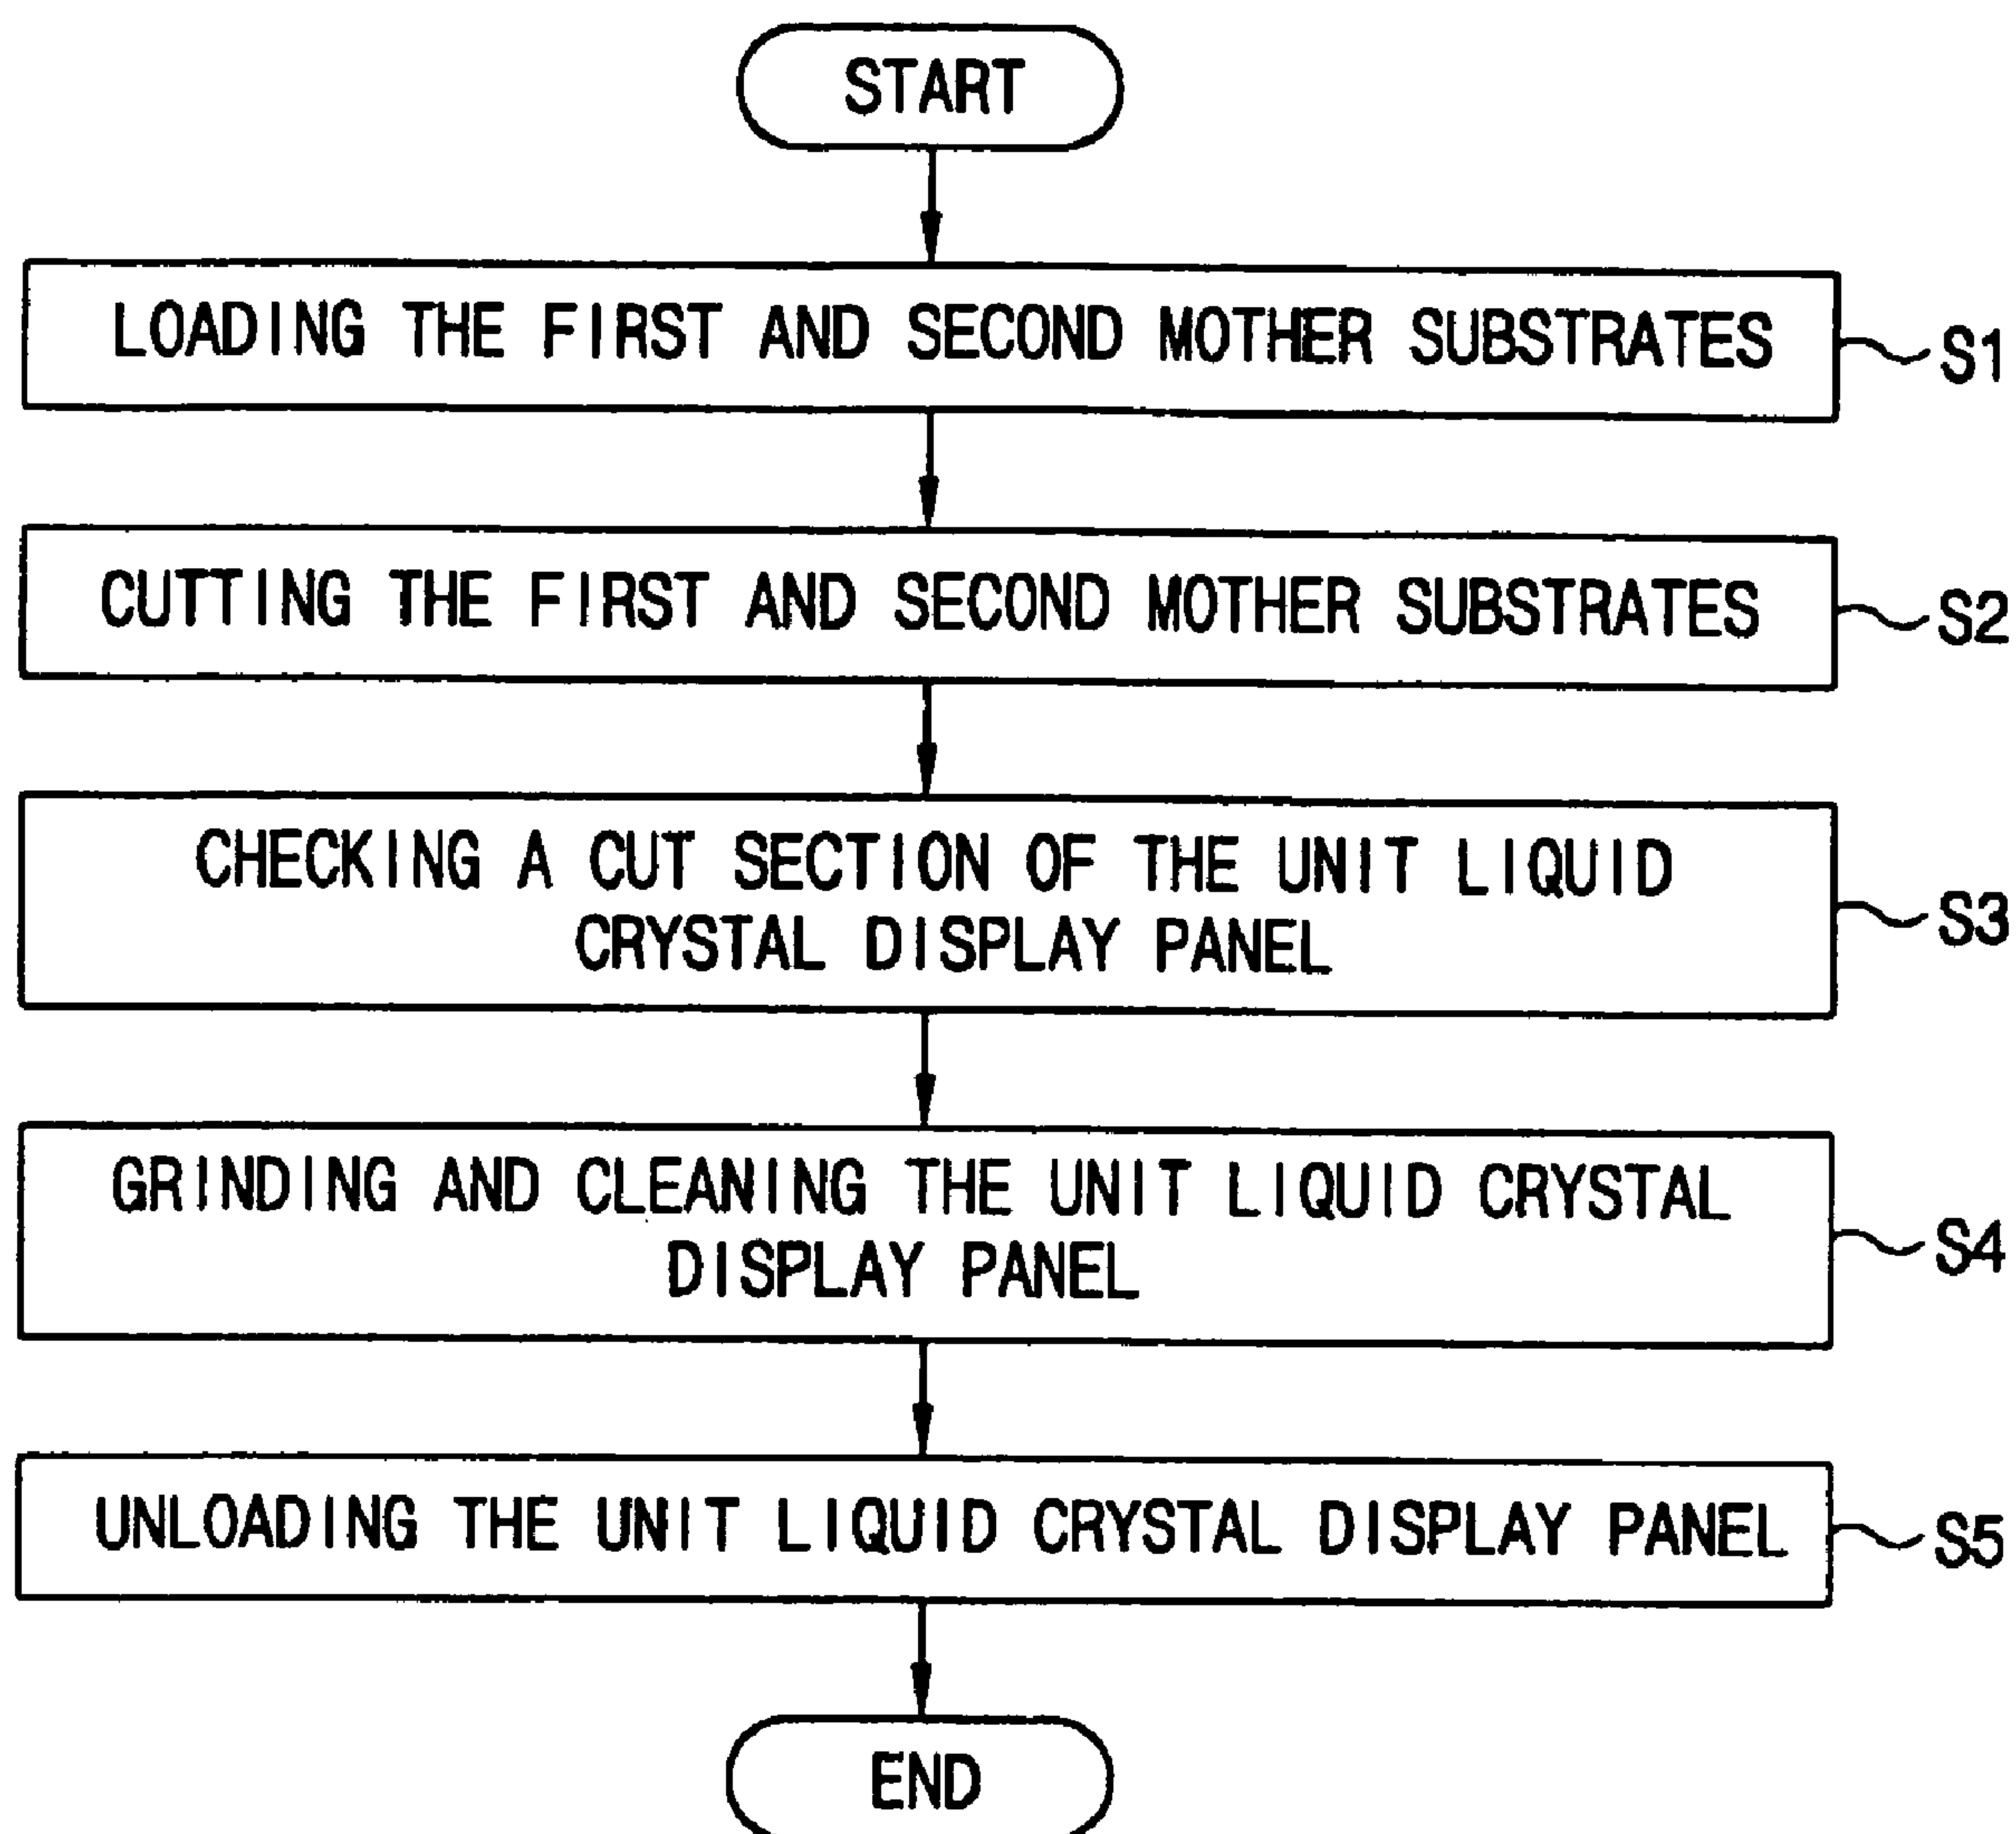 START
LOADING THE FIRST AND SECOND MOTHER SUBSTRATES
S1
CUTTING THE FIRST AND SECOND MOTHER SUBSTRATES
S2
CHECKING A CUT SECTION OF THE UNIT LIQUID
CRYSTAL DISPLAY PANEL
S3
GRINDING AND CLEANING THE UNIT LIQUID CRYSTAL
DISPLAY PANEL
S4
UNLOADING THE UNIT LIQUID CRYSTAL DISPLAY PANEL
S5
END